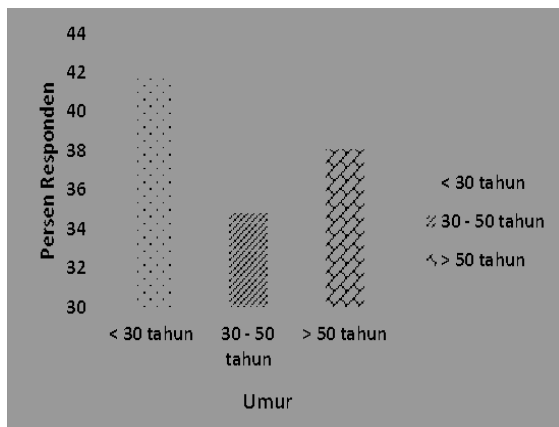 44
42
40
38
36
34
32
30
Persen Responden
< 30 tahun
30 - 50
tahun
> 50 tahun
Umur
< 30 tahun
30 - 50 tahun
> 50 tahun